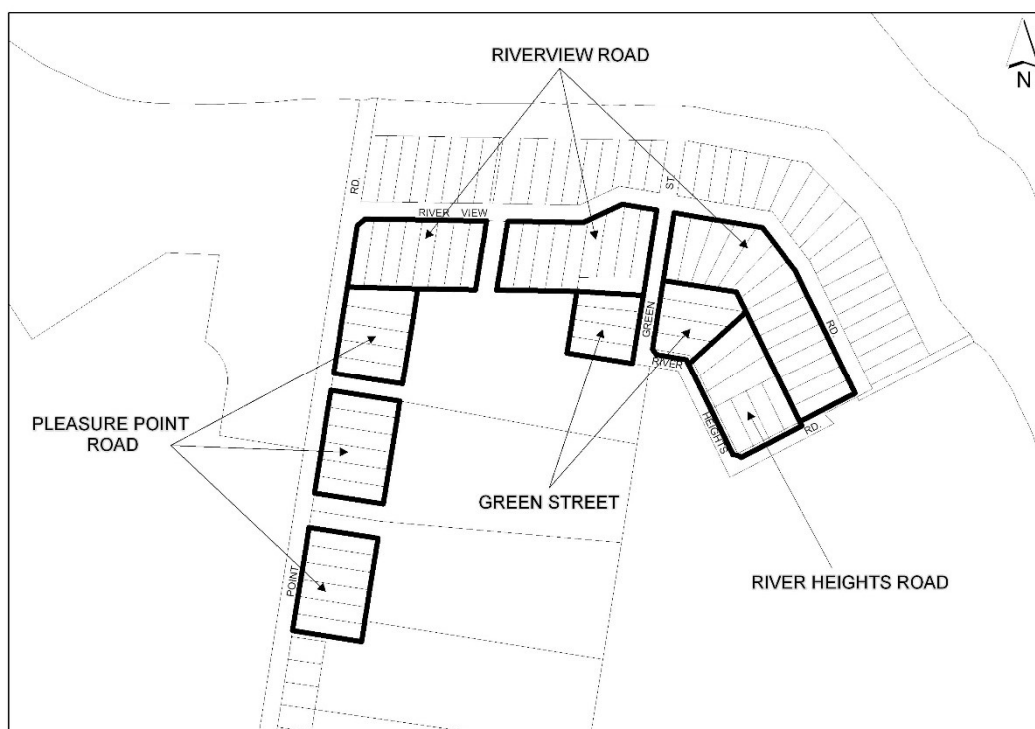 RIVERVIEW ROAD
N
RD.
ST.
RIVER VIEW
GREEN
RD
RIVER
HEIGHTS
RD.
PLEASURE POINT
ROAD
GREEN STREET
RIVER HEIGHTS ROAD
POINT